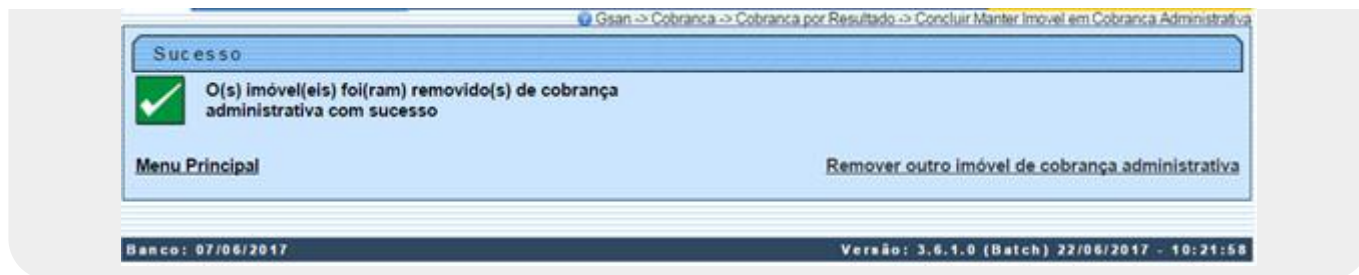 Gsan -> Cobranca -> Cobranca por Resultado -> Concluir Manter Imovel em Cobranca Administrativa
Sucesso
O(s) imóvel(eis) foi(ram) removido(s) de cobrança
administrativa com sucesso
Menu Principal
Remover outro imóvel de cobrança administrativa
Banco: 07/06/2017
Versão: 3.6.1.0 (Batch) 22/06/2017 - 10:21:58